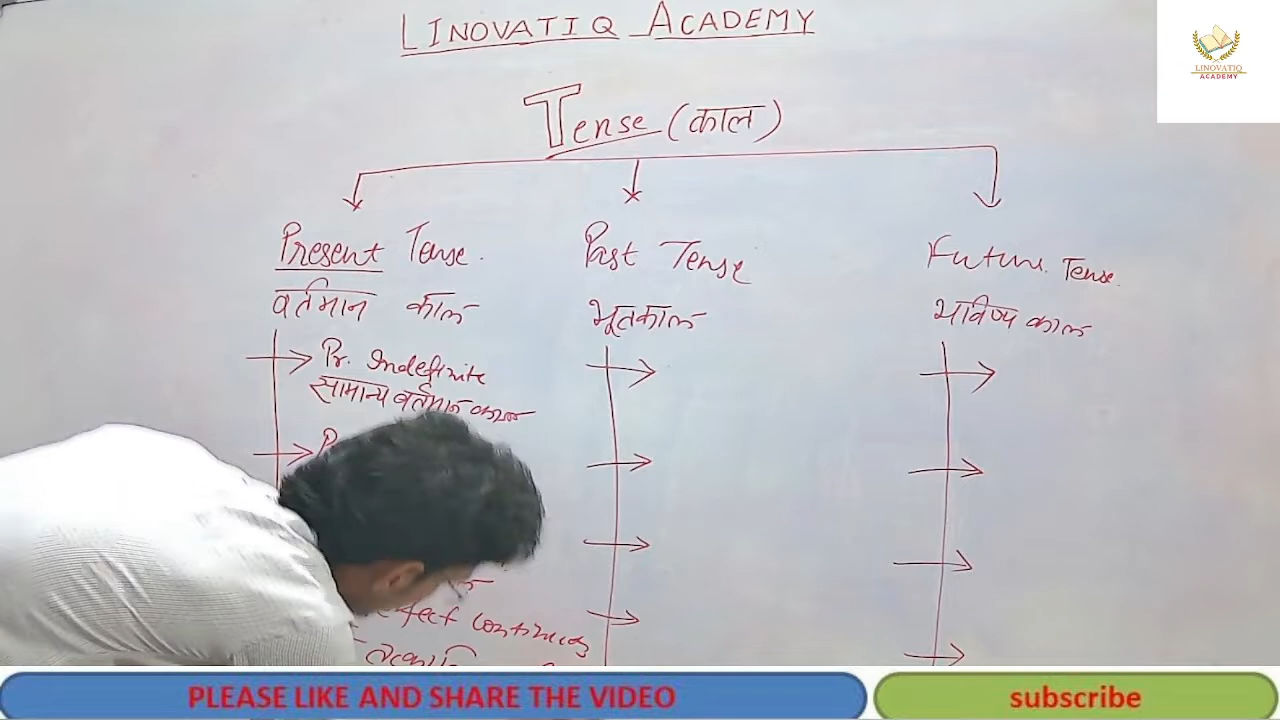 LINOVATIQ ACADEMY
LINOVATIQ
ACADEMY
Tense (काल)
Present Tense.
वर्तमान काल
Past Tense
भूतकाल
Future Tense.
भविष्य काल
Pr. Indefinite
सामान्य वर्तमान काल
Continuous
PLEASE LIKE AND SHARE THE VIDEO
subscribe